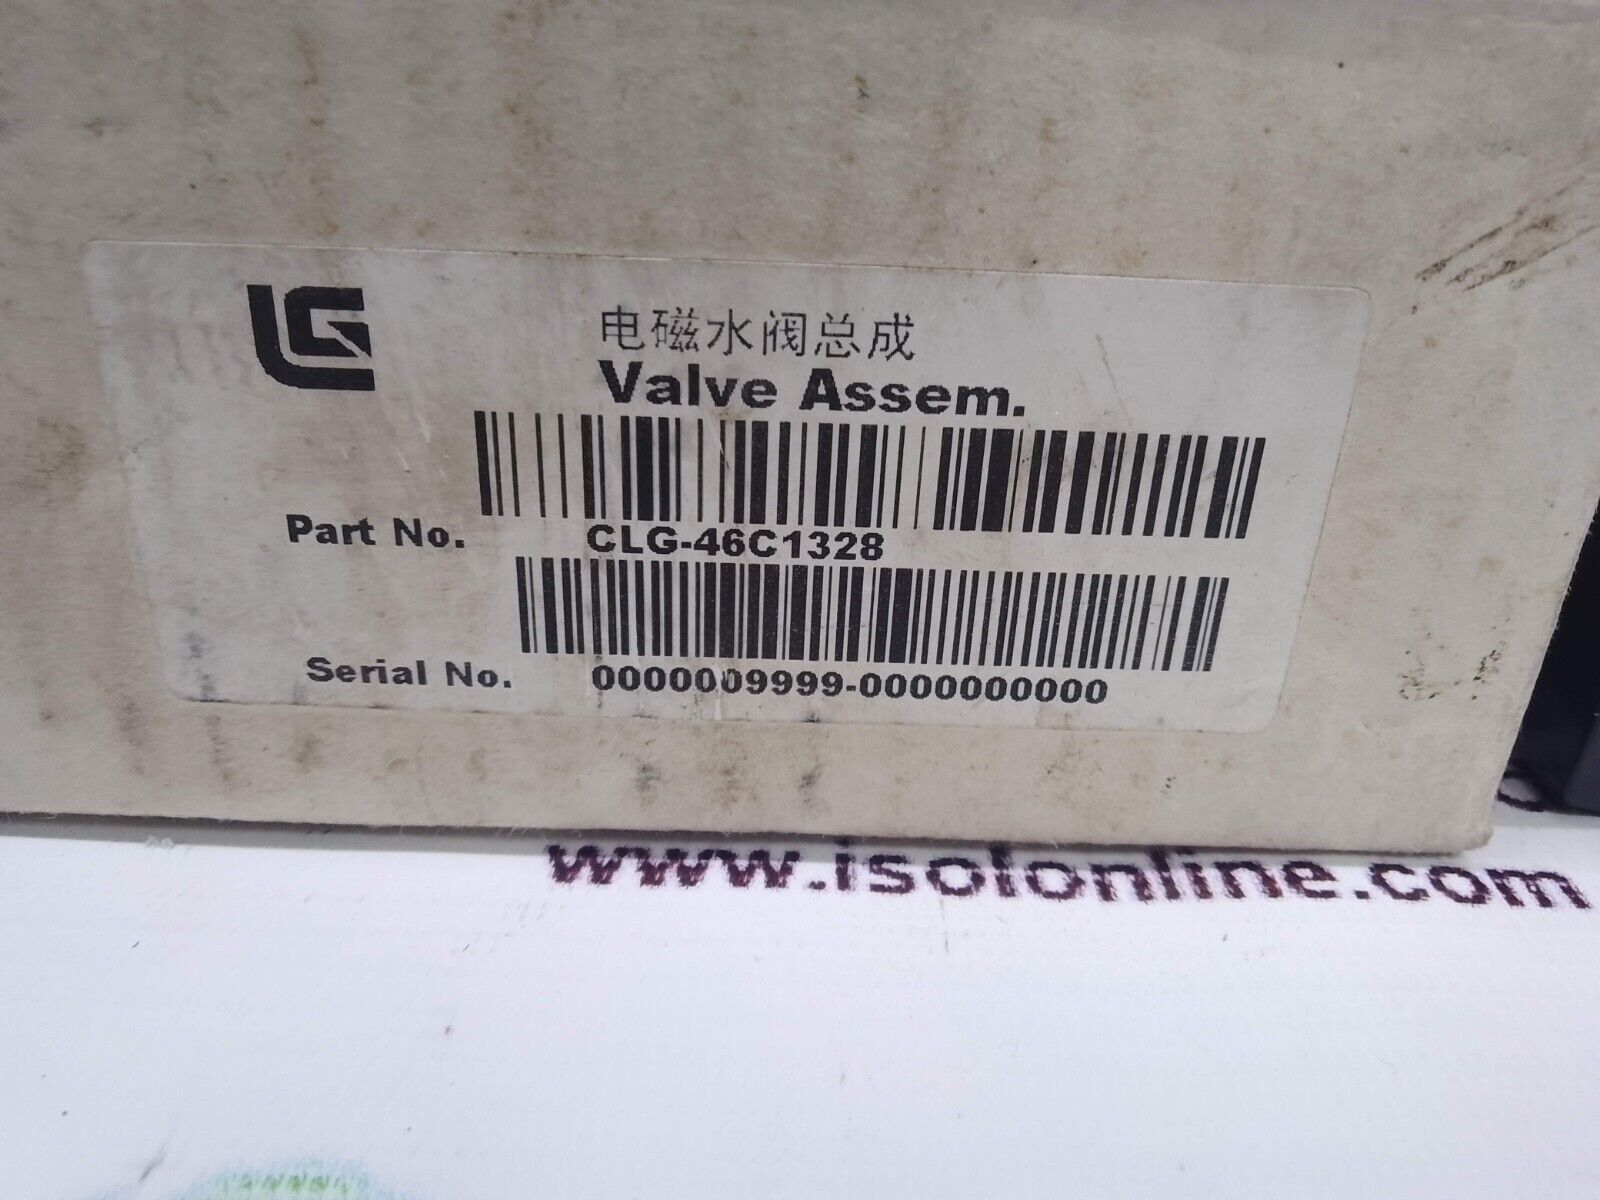 LG
电磁水阀总成
Valve Assem.
Part No. CLG-46C1328
Serial No. 0000009999-0000000000
www.isolonline.com